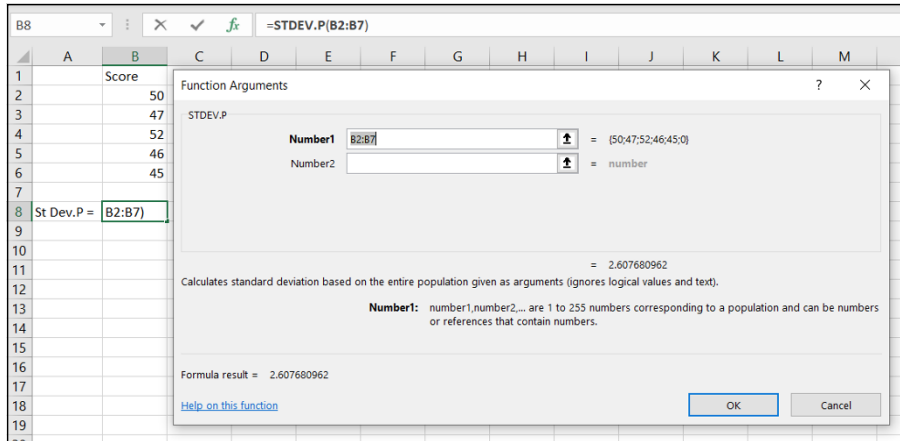 B8 =STDEV.P(B2:B7)
A B C D E F G H I J K L M
1 Score
2 50
3 47
4 52
5 46
6 45
7
8 St Dev.P = B2:B7)
9
10
11
12
13
14
15
16
17
18
19
Function Arguments ? ×
STDEV.P
Number1 B2:B7 = {50;47;52;46;45;0}
Number2 = number
= 2.607680962
Calculates standard deviation based on the entire population given as arguments (ignores logical values and text).
Number1: number1,number2,... are 1 to 255 numbers corresponding to a population and can be numbers
or references that contain numbers.
Formula result = 2.607680962
Help on this function
OK Cancel